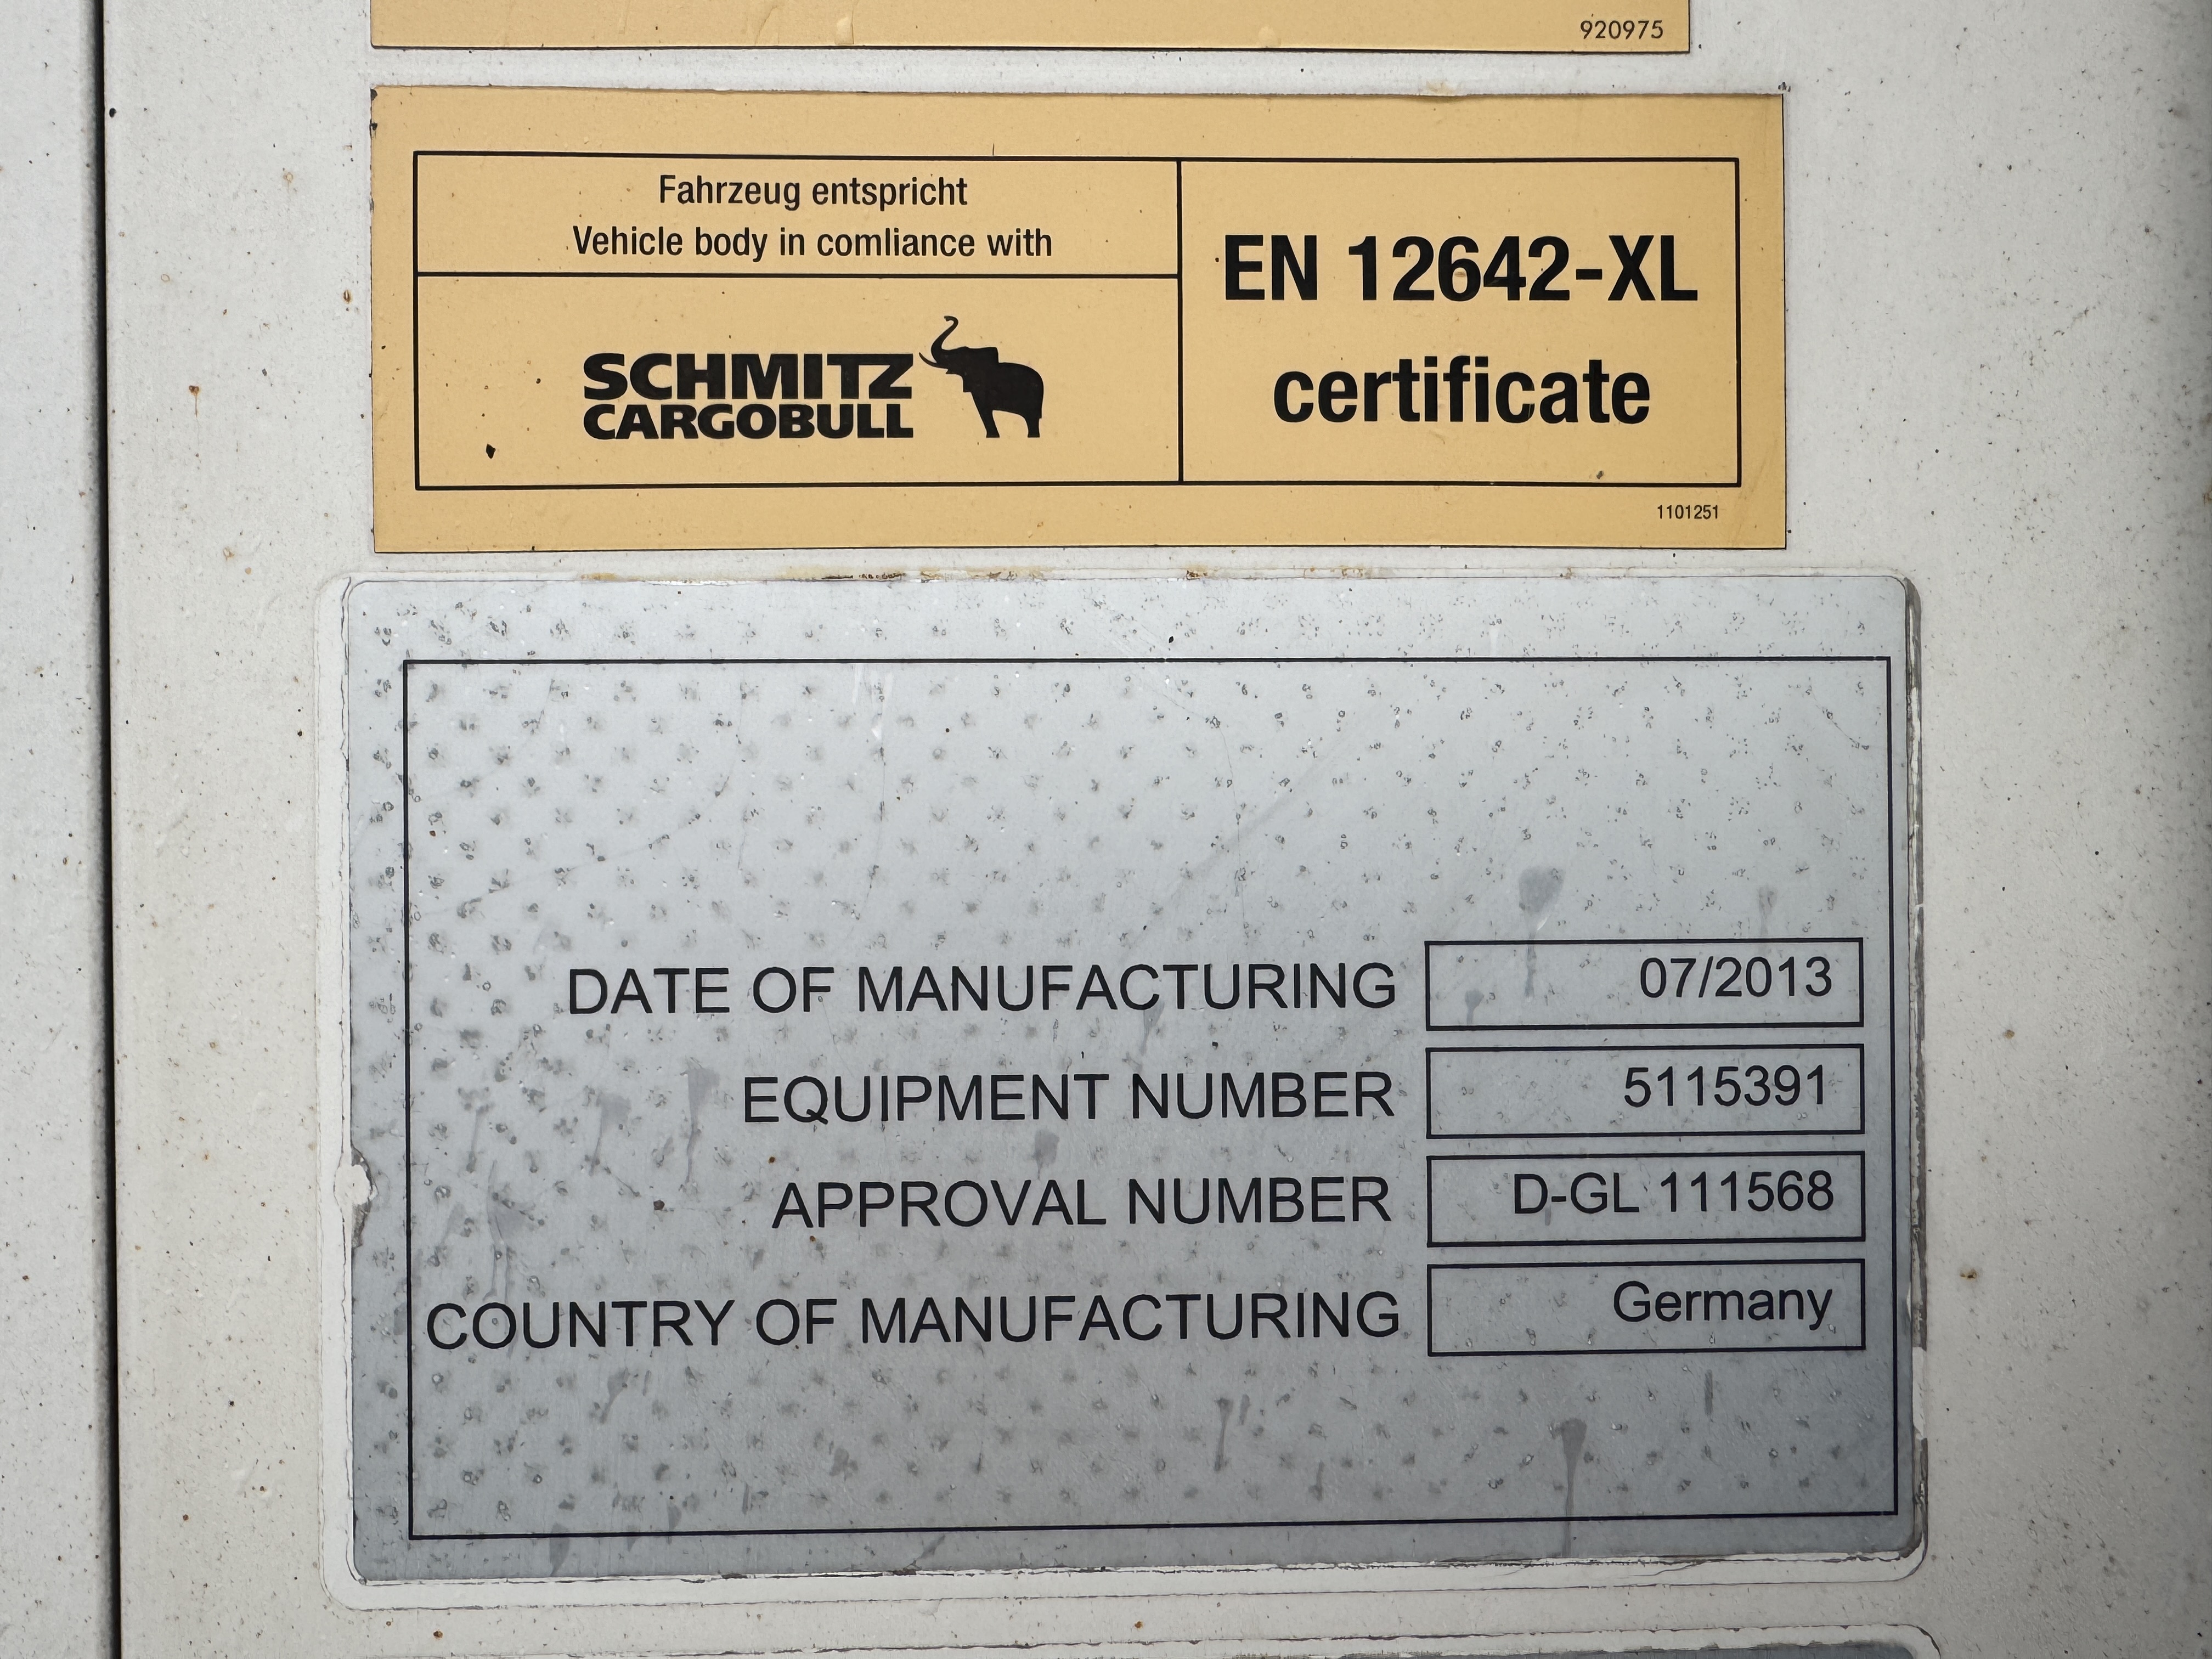 920975
Fahrzeug entspricht
Vehicle body in comliance with
SCHMITZ
CARGOBULL
EN 12642-XL
certificate
1101251
DATE OF MANUFACTURING 07/2013
EQUIPMENT NUMBER 5115391
APPROVAL NUMBER D-GL 111568
COUNTRY OF MANUFACTURING Germany